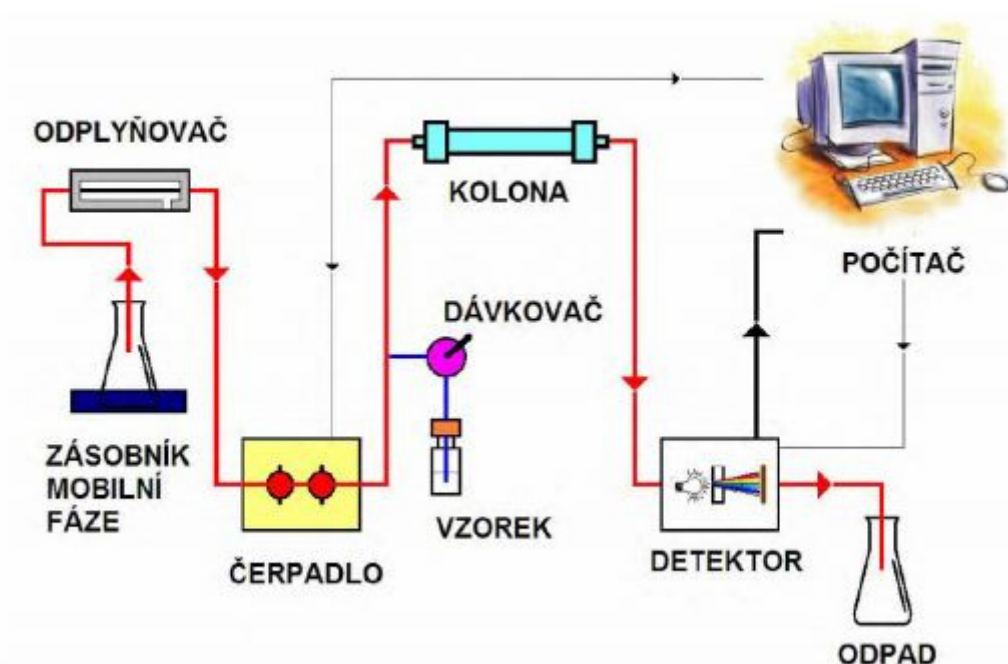 ODPLYŇOVAČ
KOLONA
POČÍTAČ
DÁVKOVAČ
ZÁSOBNÍK
MOBILNÍ
FÁZE
VZOREK
ČERPADLO
DETEKTOR
ODPAD